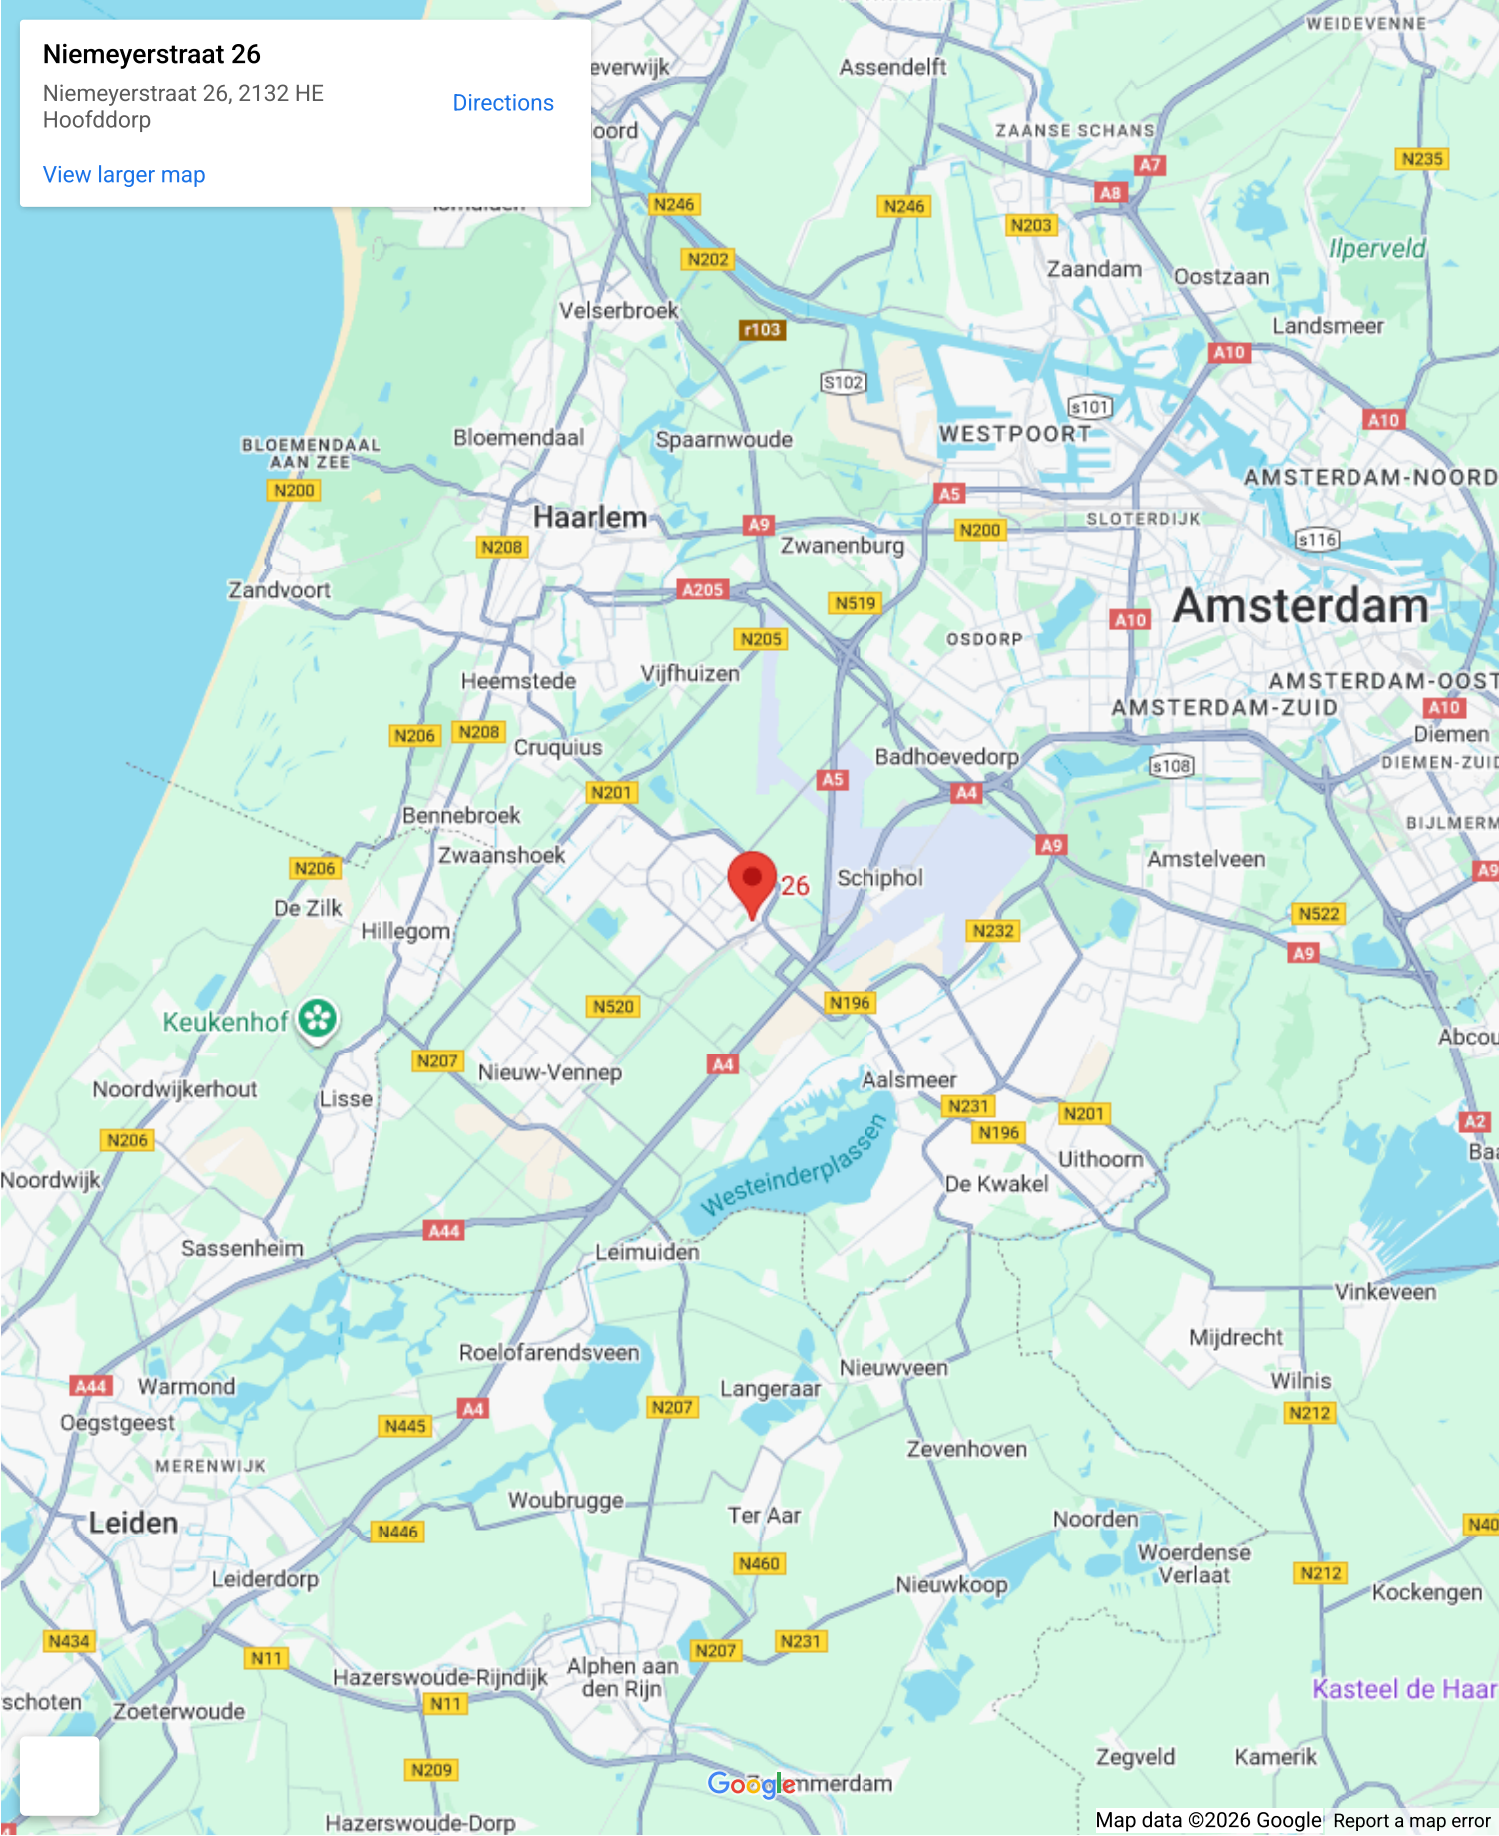 Niemeyerstraat 26
Niemeyerstraat 26, 2132 HE
Hoofddorp
Directions
View larger map
WEIDEVENNE
everwijk
Assendelft
oord
ZAANSE SCHANS
A7
N235
A8
N246
N246
N203
Ilperveld
N202
Zaandam
Oostzaan
Velserbroek
r103
Landsmeer
A10
S102
s101
A10
BLOEMENDAAL
AAN ZEE
Bloemendaal
Spaarnwoude
WESTPOORT
AMSTERDAM-NOORD
N200
A5
Haarlem
A9
N200
SLOTERDIJK
s116
N208
Zwanenburg
Zandvoort
A205
N519
A10
Amsterdam
N205
OSDORP
Vijfhuizen
Heemstede
AMSTERDAM-OOST
AMSTERDAM-ZUID
A10
N206
N208
Cruquius
Diemen
Badhoevedorp
s108
DIEMEN-ZUID
A5
N201
A4
Bennebroek
BIJLMERM
Zwaanshoek
A9
Amstelveen
N206
A9
26
Schiphol
De Zilk
N522
Hillegom
N232
A9
Keukenhof
N520
N196
Abcou
N207
A4
Nieuw-Vennep
Aalsmeer
Noordwijkerhout
Lisse
N231
N201
A2
N206
N196
Baa
Westeinderplassen
Uithoorn
Noordwijk
De Kwakel
A44
Sassenheim
Leimuiden
Vinkeveen
Mijdrecht
Roelofarendsveen
Nieuwveen
A44
Warmond
Langeraar
Wilnis
A4
N207
N212
Oegstgeest
N445
Zevenhoven
MERENWIJK
Woubrugge
Ter Aar
Noorden
Leiden
N446
N40
Woerdense
Verlaat
N460
Leiderdorp
Nieuwkoop
N212
Kockengen
N434
N207
N231
N11
Hazerswoude-Rijndijk
Alphen aan
den Rijn
Kasteel de Haar
schoten
N11
Zoeterwoude
Zegveld
Kamerik
N209
Google
mmerdam
Hazerswoude-Dorp
4
Map data ©2026 Google
Report a map error